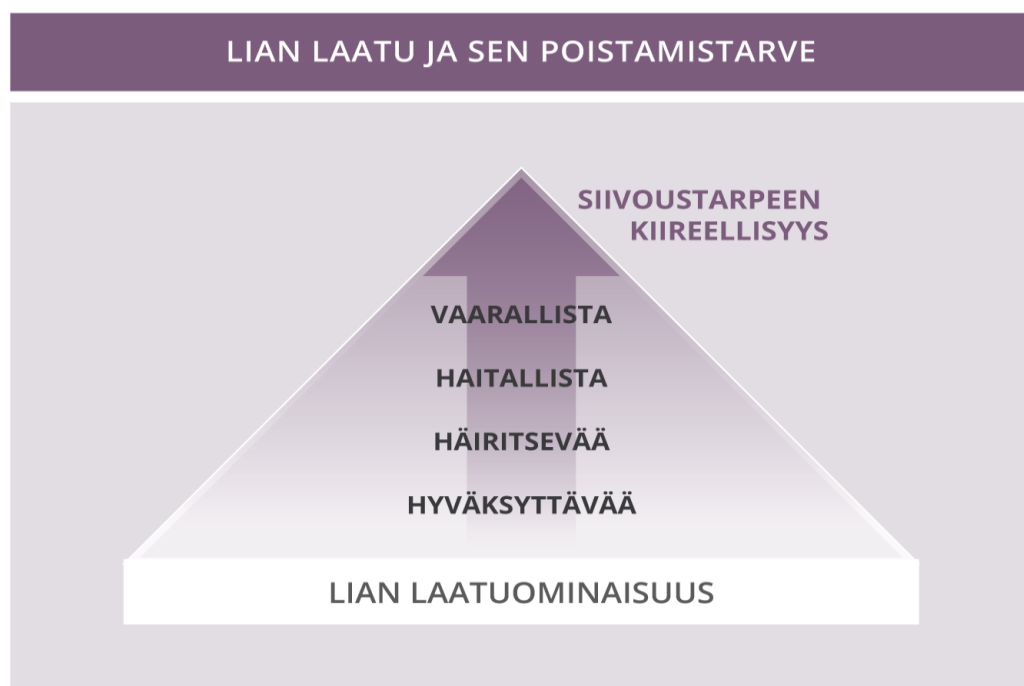 LIAN LAATU JA SEN POISTAMISTARVE
SIIVOUSTARPEEN
KIIREELLISYYS
VAARALLISTA
HAITALLISTA
HÄIRITSEVÄÄ
HYVÄKSYTTÄVÄÄ
LIAN LAATUOMINAISUUS